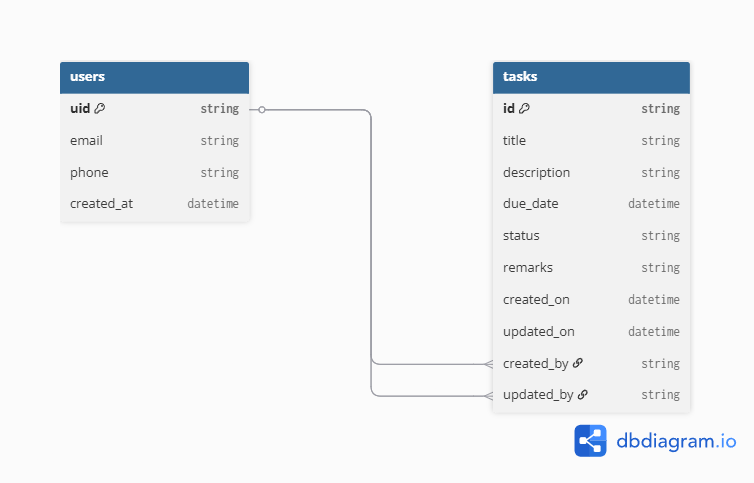 users
uid string
email string
phone string
created_at datetime
tasks
id string
title string
description string
due_date datetime
status string
remarks string
created_on datetime
updated_on datetime
created_by string
updated_by string
dbdiagram.io